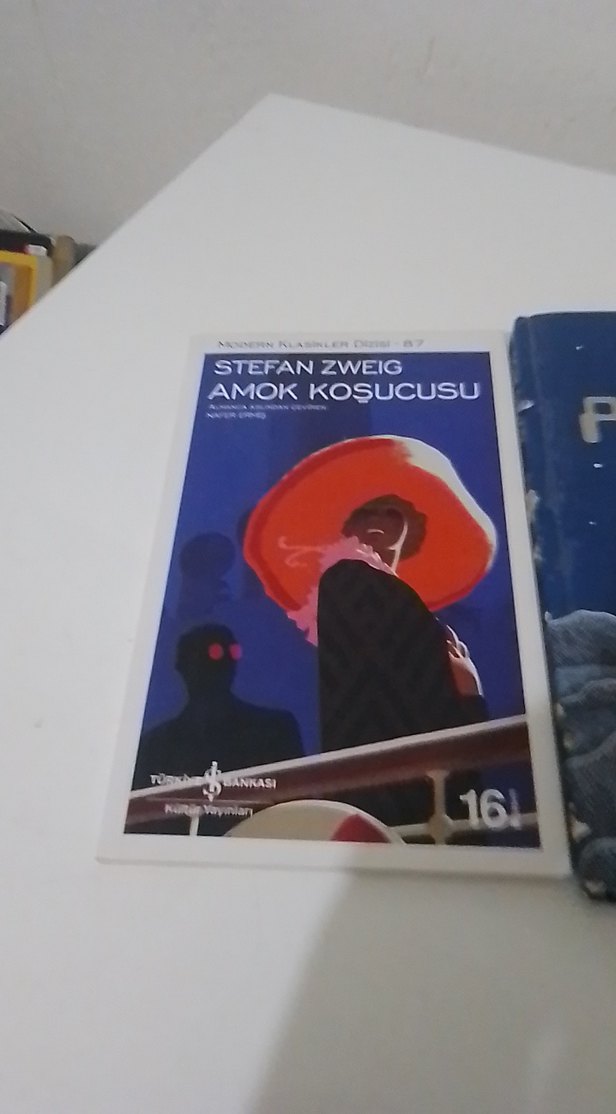 MODERN KLASİKLER DİZİSİ - 87
STEFAN ZWEIG
AMOK KOŞUCUSU
ALMANCA ASLINDAN ÇEVİREN:
NAFER ERMİŞ
TÜRKİYE İŞ BANKASI
Kültür Yayınları
16
P